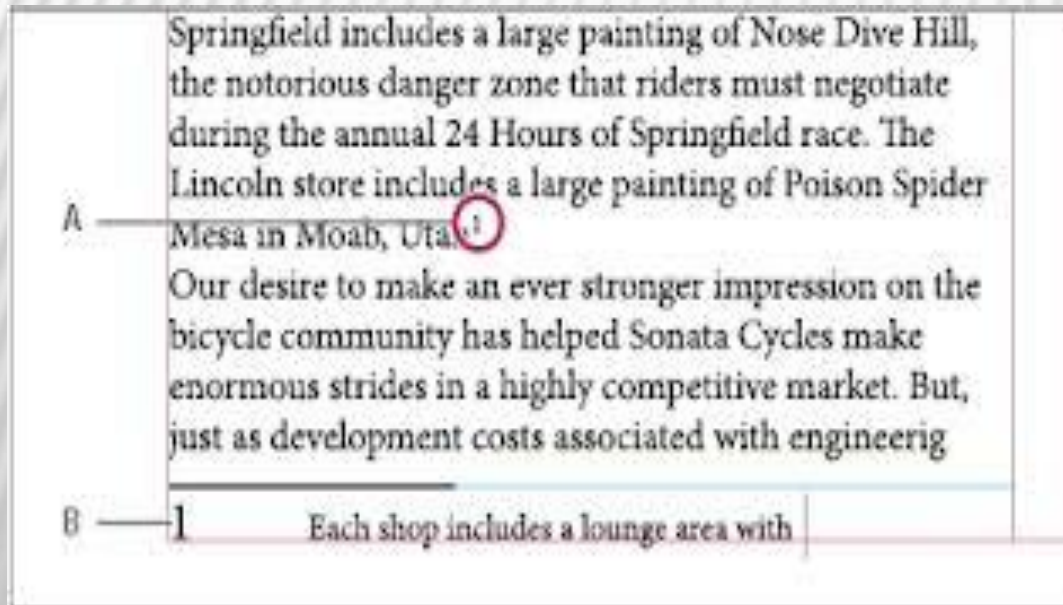 Springfield includes a large painting of Nose Dive Hill,
the notorious danger zone that riders must negotiate
during the annual 24 Hours of Springfield race. The
Lincoln store includes a large painting of Poison Spider
A Mesa in Moab, Utah.1
Our desire to make an ever stronger impression on the
bicycle community has helped Sonata Cycles make
enormous strides in a highly competitive market. But,
just as development costs associated with engineerig
B 1 Each shop includes a lounge area with